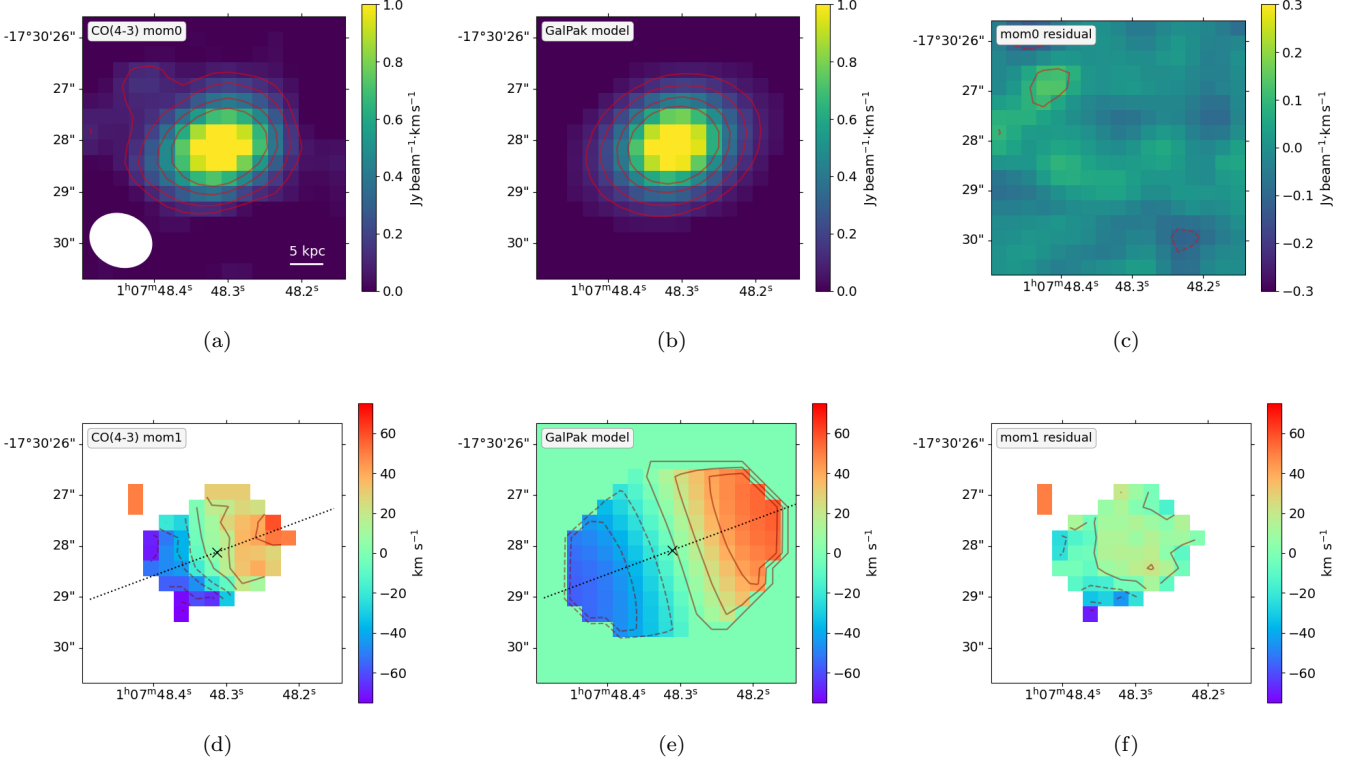 CO(4-3) mom0
-17°30'26"
27"
28"
29"
30"
5 kpc
1ʰ07ᵐ48.4ˢ 48.3ˢ 48.2ˢ
1.0
0.8
0.6
0.4
0.2
0.0
Jy beam⁻¹·km s⁻¹
(a)
GalPak model
-17°30'26"
27"
28"
29"
30"
1ʰ07ᵐ48.4ˢ 48.3ˢ 48.2ˢ
1.0
0.8
0.6
0.4
0.2
0.0
Jy beam⁻¹·km s⁻¹
(b)
mom0 residual
-17°30'26"
27"
28"
29"
30"
1ʰ07ᵐ48.4ˢ 48.3ˢ 48.2ˢ
0.3
0.2
0.1
0.0
−0.1
−0.2
−0.3
Jy beam⁻¹·km s⁻¹
(c)
CO(4-3) mom1
-17°30'26"
27"
28"
29"
30"
1ʰ07ᵐ48.4ˢ 48.3ˢ 48.2ˢ
60
40
20
0
−20
−40
−60
km s⁻¹
(d)
GalPak model
-17°30'26"
27"
28"
29"
30"
1ʰ07ᵐ48.4ˢ 48.3ˢ 48.2ˢ
60
40
20
0
−20
−40
−60
km s⁻¹
(e)
mom1 residual
-17°30'26"
27"
28"
29"
30"
1ʰ07ᵐ48.4ˢ 48.3ˢ 48.2ˢ
60
40
20
0
−20
−40
−60
km s⁻¹
(f)